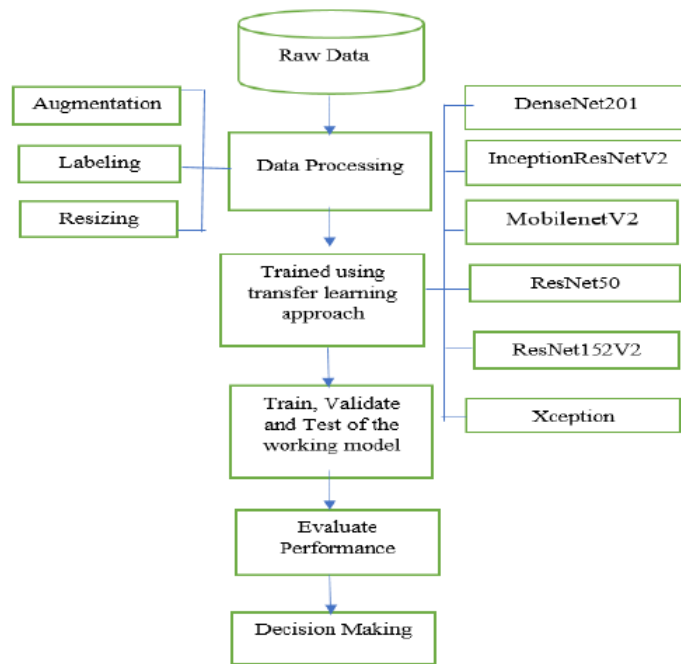 Raw Data
Augmentation
Labeling
Resizing
Data Processing
DenseNet201
InceptionResNetV2
MobilenetV2
ResNet50
ResNet152V2
Xception
Trained using
transfer learning
approach
Train, Validate
and Test of the
working model
Evaluate
Performance
Decision Making